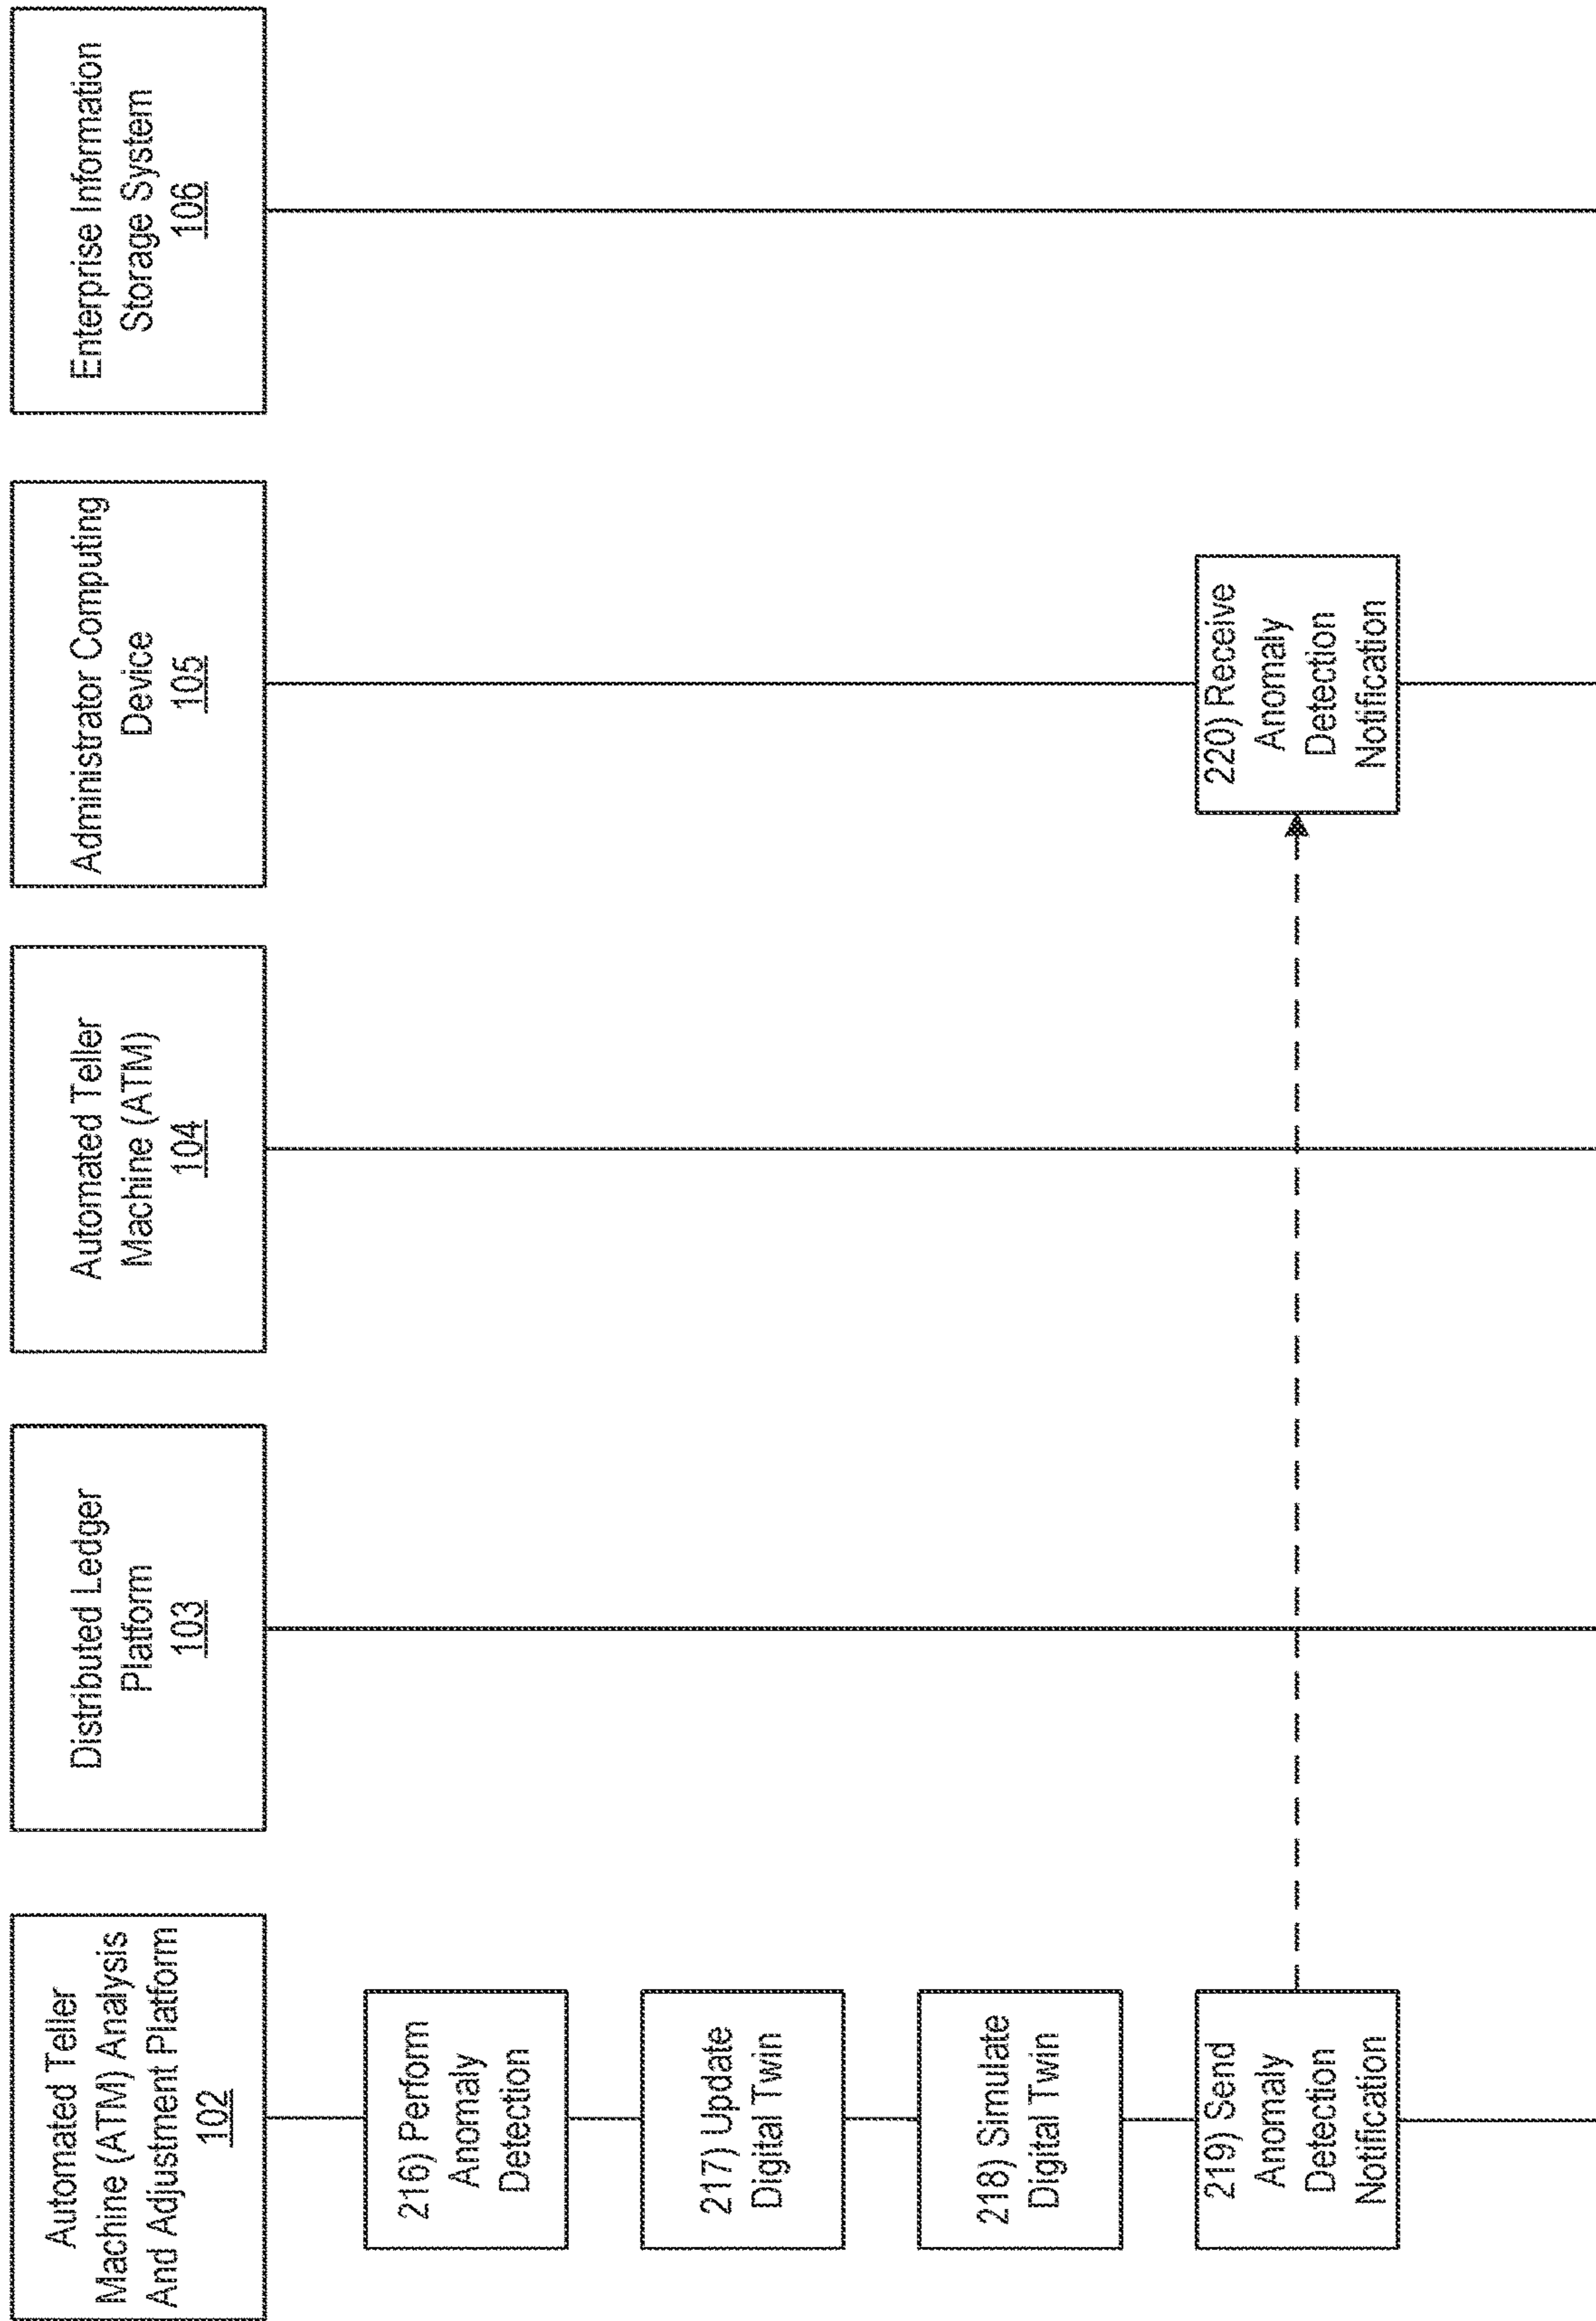 Automated Teller
Machine (ATM) Analysis
And Adjustment Platform
102
Distributed Ledger
Platform
103
Automated Teller
Machine (ATM)
104
Administrator Computing
Device
105
Enterprise Information
Storage System
106
216) Perform
Anomaly
Detection
217) Update
Digital Twin
218) Simulate
Digital Twin
219) Send
Anomaly
Detection
Notification
220) Receive
Anomaly
Detection
Notification